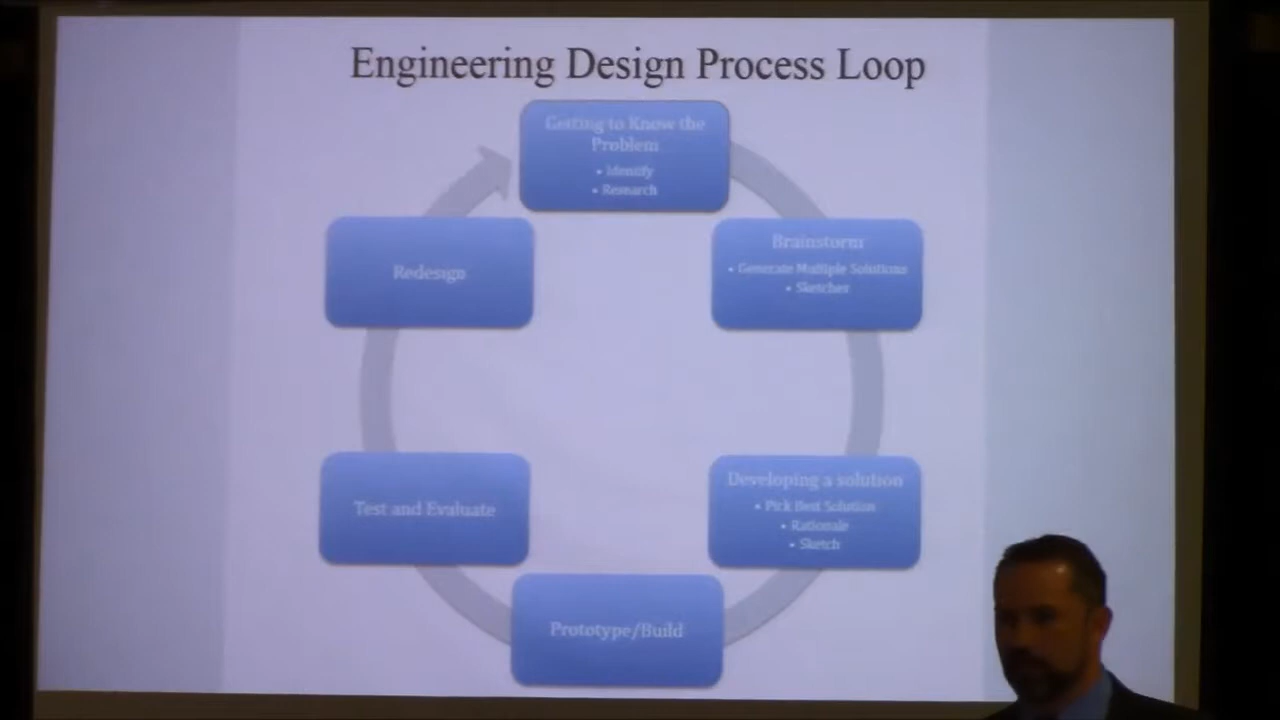 Engineering Design Process Loop
Getting to Know the
Problem
• Identify
• Research
Brainstorm
• Generate Multiple Solutions
• Sketches
Developing a solution
• Pick Best Solution
• Rationale
• Sketch
Prototype/Build
Test and Evaluate
Redesign